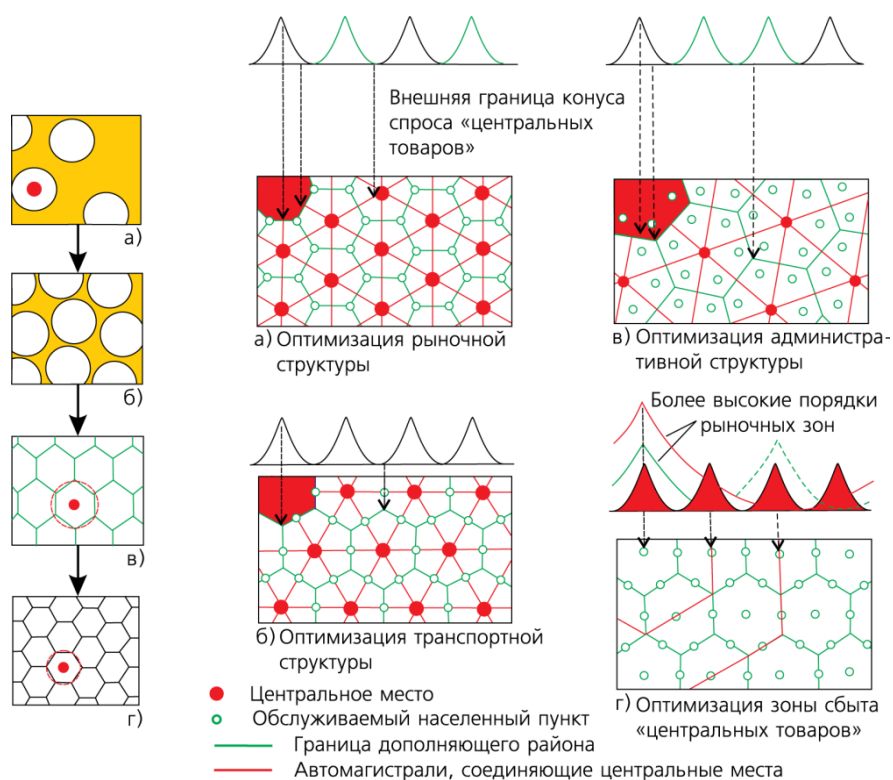 Внешняя граница конуса
спроса «центральных
товаров»
а)
б)
в)
г)
а) Оптимизация рыночной
структуры
в) Оптимизация администра-
тивной структуры
Более высокие порядки
рыночных зон
б) Оптимизация транспортной
структуры
г) Оптимизация зоны сбыта
«центральных товаров»
Центральное место
Обслуживаемый населенный пункт
Граница дополняющего района
Автомагистрали, соединяющие центральные места